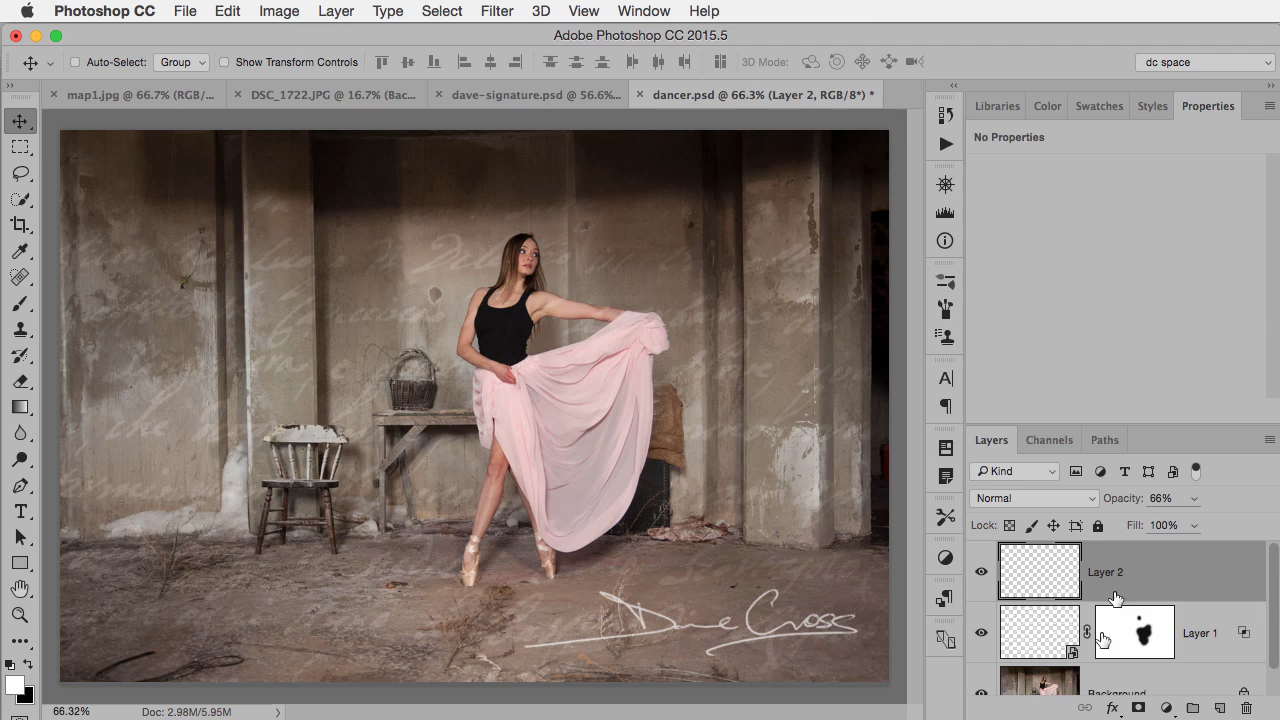 Photoshop CC File Edit Image Layer Type Select Filter 3D View Window Help
Adobe Photoshop CC 2015.5
Auto-Select: Group Show Transform Controls 3D Mode: dc space
map1.jpg @ 66.7% (RGB/... DSC_1722.JPG @ 16.7% (Bac... dave-signature.psd @ 56.6%... dancer.psd @ 66.3% (Layer 2, RGB/8*) *
Libraries Color Swatches Styles Properties
No Properties
Dave Cross
Layers Channels Paths
Kind
Normal Opacity: 66%
Lock: Fill: 100%
Layer 2
Layer 1
Background
66.32% Doc: 2.98M/5.95M
fx